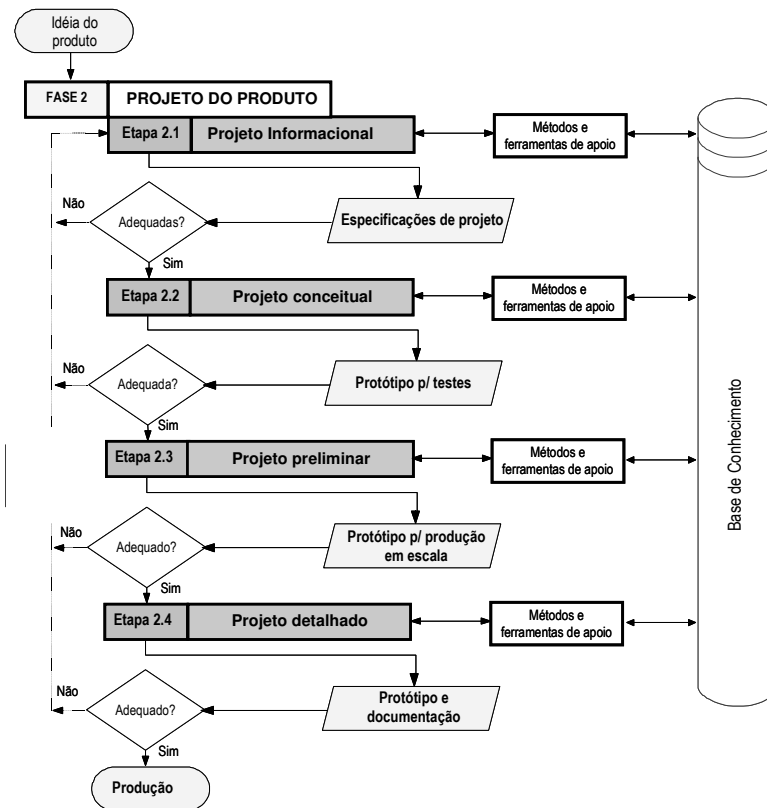 Idéia do
produto
FASE 2
PROJETO DO PRODUTO
Etapa 2.1
Projeto Informacional
Métodos e
ferramentas de apoio
Não
Adequadas?
Especificações de projeto
Sim
Etapa 2.2
Projeto conceitual
Métodos e
ferramentas de apoio
Não
Adequada?
Protótipo p/ testes
Sim
Etapa 2.3
Projeto preliminar
Métodos e
ferramentas de apoio
Base de Conhecimento
Não
Adequado?
Protótipo p/ produção
em escala
Sim
Etapa 2.4
Projeto detalhado
Métodos e
ferramentas de apoio
Não
Adequado?
Protótipo e
documentação
Sim
Produção